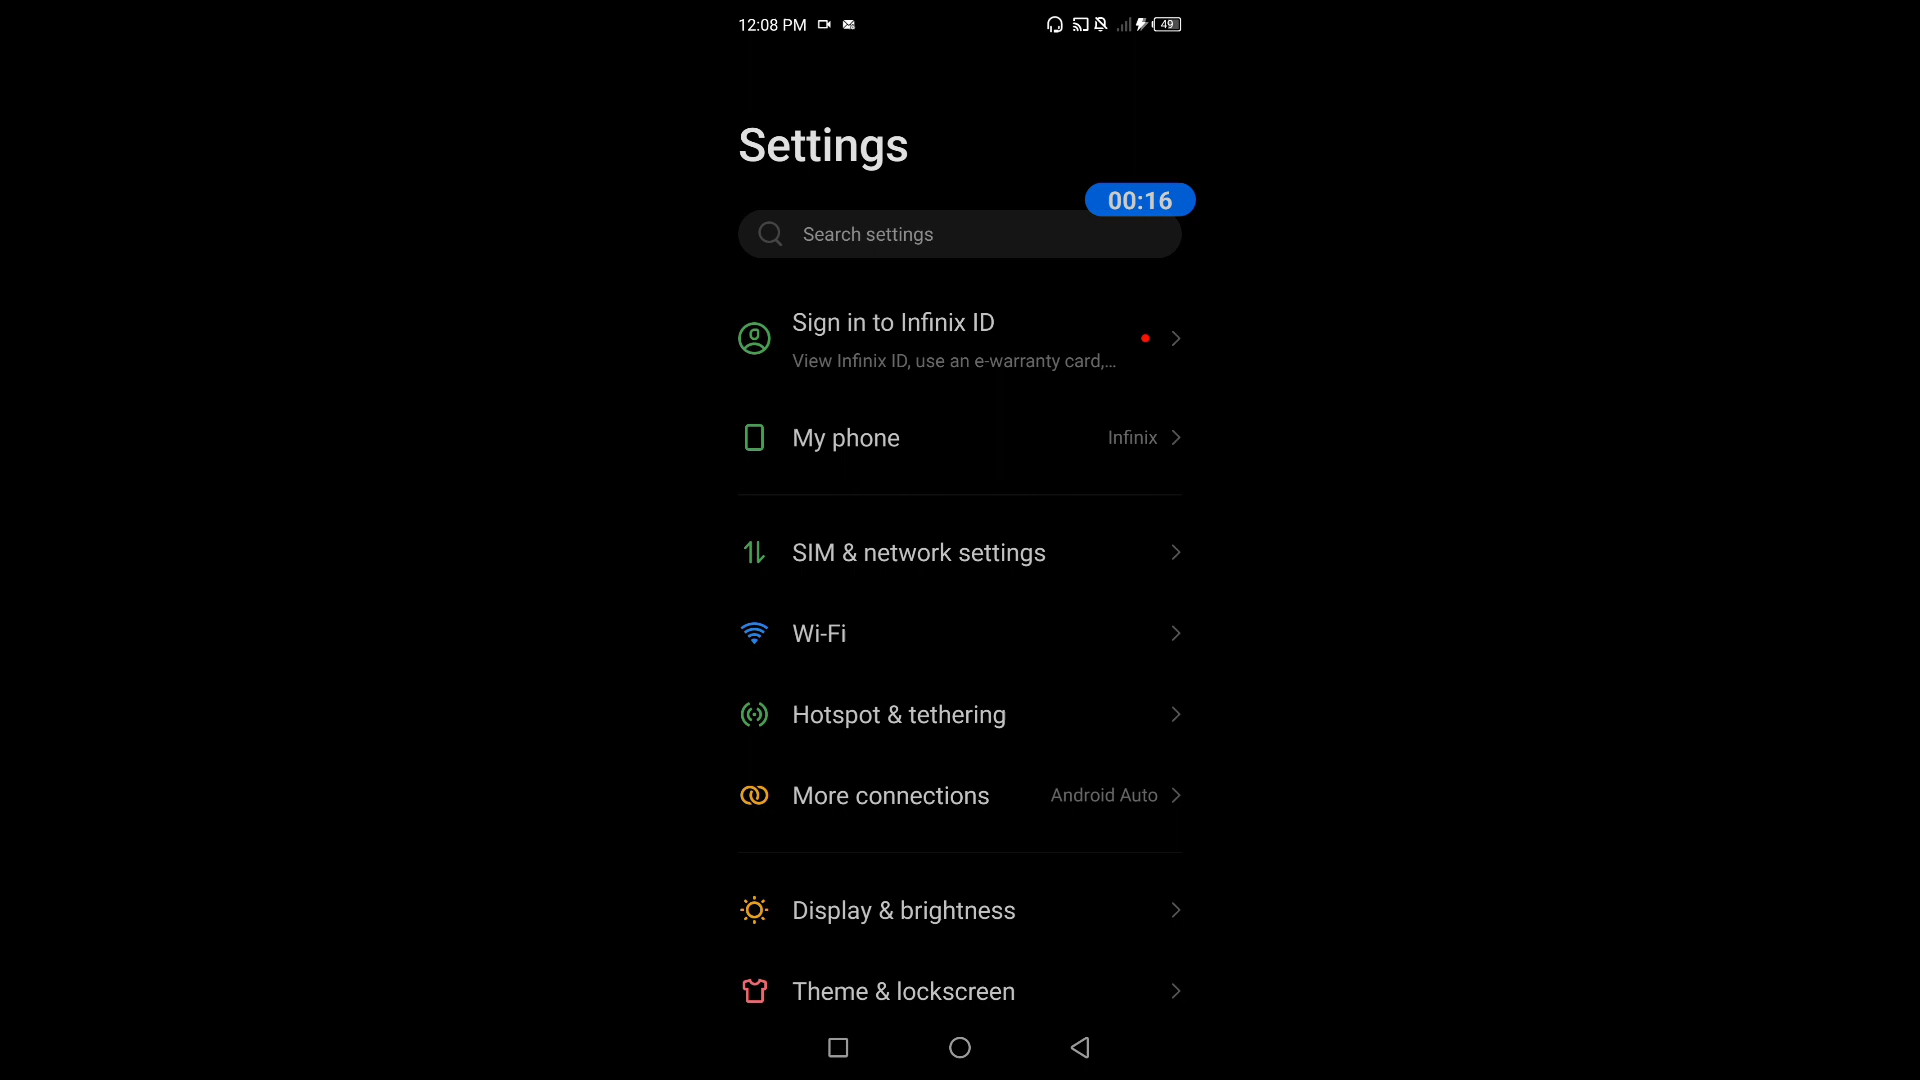 12:08 PM
49
Settings
00:16
Search settings
Sign in to Infinix ID
View Infinix ID, use an e-warranty card,...
My phone
Infinix
SIM & network settings
Wi-Fi
Hotspot & tethering
More connections
Android Auto
Display & brightness
Theme & lockscreen